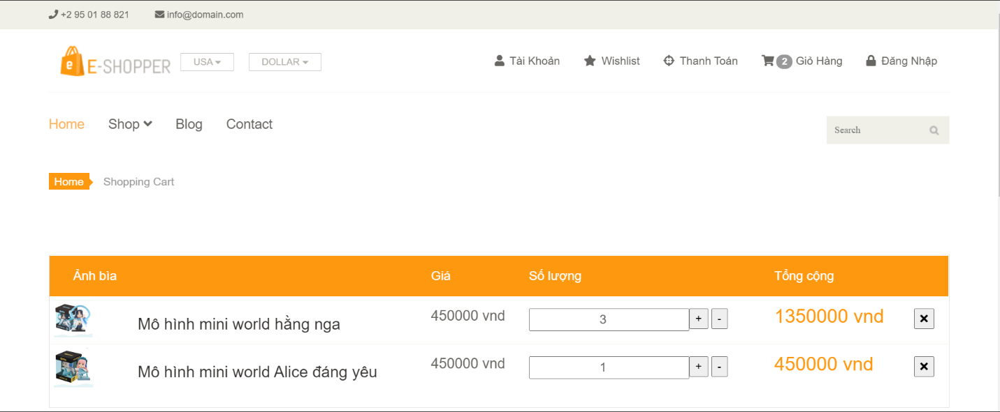 +2 95 01 88 821 info@domain.com
e E-SHOPPER USA DOLLAR Tài Khoản Wishlist Thanh Toán 2 Giỏ Hàng Đăng Nhập
Home Shop Blog Contact Search
Home Shopping Cart
Ảnh bìa Giá Số lượng Tổng cộng
Mô hình mini world hằng nga 450000 vnd 3 + - 1350000 vnd x
Mô hình mini world Alice đáng yêu 450000 vnd 1 + - 450000 vnd x